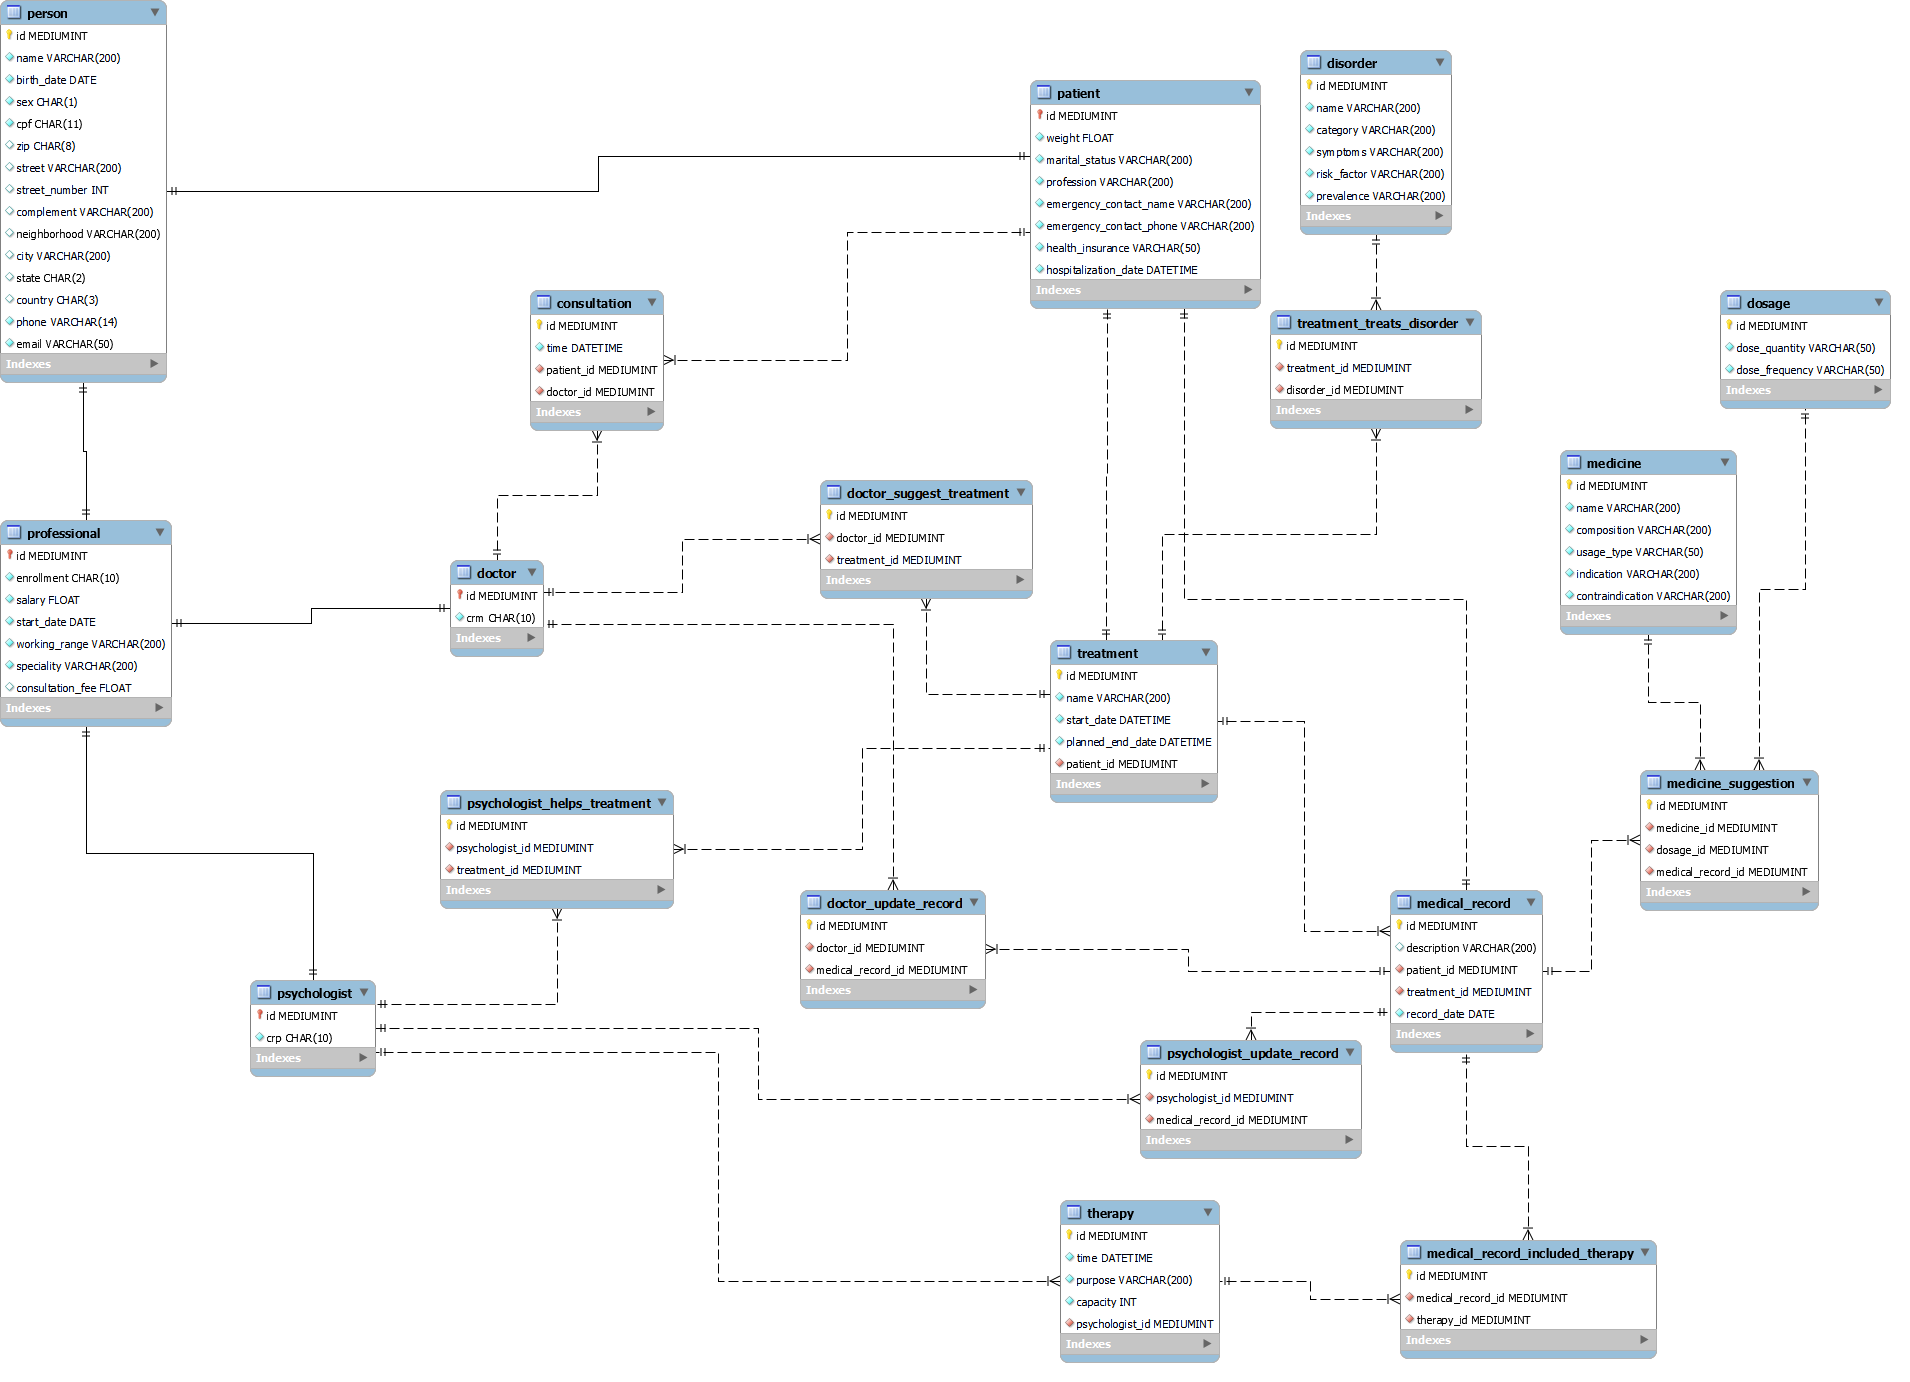 person
id MEDIUMINT
name VARCHAR(200)
birth_date DATE
sex CHAR(1)
cpf CHAR(11)
zip CHAR(8)
street VARCHAR(200)
street_number INT
complement VARCHAR(200)
neighborhood VARCHAR(200)
city VARCHAR(200)
state CHAR(2)
country CHAR(3)
phone VARCHAR(14)
email VARCHAR(50)
Indexes
patient
id MEDIUMINT
weight FLOAT
marital_status VARCHAR(200)
profession VARCHAR(200)
emergency_contact_name VARCHAR(200)
emergency_contact_phone VARCHAR(200)
health_insurance VARCHAR(50)
hospitalization_date DATETIME
Indexes
disorder
id MEDIUMINT
name VARCHAR(200)
category VARCHAR(200)
symptoms VARCHAR(200)
risk_factor VARCHAR(200)
prevalence VARCHAR(200)
Indexes
consultation
id MEDIUMINT
time DATETIME
patient_id MEDIUMINT
doctor_id MEDIUMINT
Indexes
treatment_treats_disorder
id MEDIUMINT
treatment_id MEDIUMINT
disorder_id MEDIUMINT
Indexes
dosage
id MEDIUMINT
dose_quantity VARCHAR(50)
dose_frequency VARCHAR(50)
Indexes
medicine
id MEDIUMINT
name VARCHAR(200)
composition VARCHAR(200)
usage_type VARCHAR(50)
indication VARCHAR(200)
contraindication VARCHAR(200)
Indexes
doctor_suggest_treatment
id MEDIUMINT
doctor_id MEDIUMINT
treatment_id MEDIUMINT
Indexes
professional
id MEDIUMINT
enrollment CHAR(10)
salary FLOAT
start_date DATE
working_range VARCHAR(200)
speciality VARCHAR(200)
consultation_fee FLOAT
Indexes
doctor
id MEDIUMINT
crm CHAR(10)
Indexes
treatment
id MEDIUMINT
name VARCHAR(200)
start_date DATETIME
planned_end_date DATETIME
patient_id MEDIUMINT
Indexes
medicine_suggestion
id MEDIUMINT
medicine_id MEDIUMINT
dosage_id MEDIUMINT
medical_record_id MEDIUMINT
Indexes
psychologist_helps_treatment
id MEDIUMINT
psychologist_id MEDIUMINT
treatment_id MEDIUMINT
Indexes
doctor_update_record
id MEDIUMINT
doctor_id MEDIUMINT
medical_record_id MEDIUMINT
Indexes
medical_record
id MEDIUMINT
description VARCHAR(200)
patient_id MEDIUMINT
treatment_id MEDIUMINT
record_date DATE
Indexes
psychologist
id MEDIUMINT
crp CHAR(10)
Indexes
psychologist_update_record
id MEDIUMINT
psychologist_id MEDIUMINT
medical_record_id MEDIUMINT
Indexes
therapy
id MEDIUMINT
time DATETIME
purpose VARCHAR(200)
capacity INT
psychologist_id MEDIUMINT
Indexes
medical_record_included_therapy
id MEDIUMINT
medical_record_id MEDIUMINT
therapy_id MEDIUMINT
Indexes